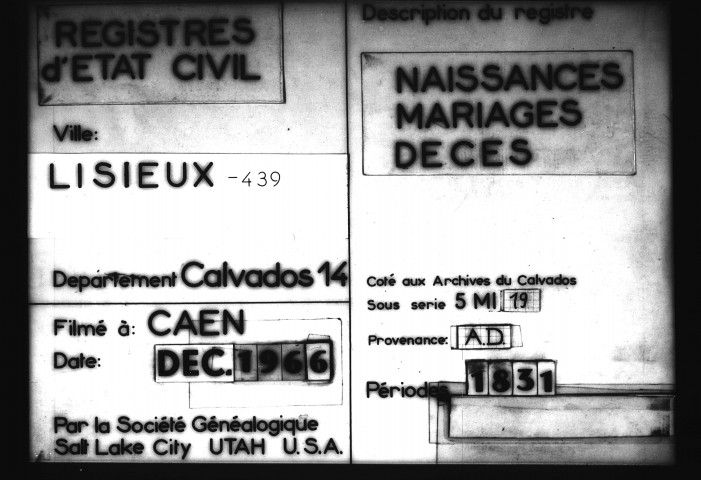 REGISTRES
d'ETAT CIVIL
Ville:
LISIEUX -439
Département Calvados 14
Filmé à: CAEN
Date: DEC. 1966
Par la Société Généalogique
Salt Lake City UTAH U.S.A.
Description du registre
NAISSANCES
MARIAGES
DECES
Coté aux Archives du Calvados
Sous serie 5 MI 19
Provenance: A.D.
Périodes 1831